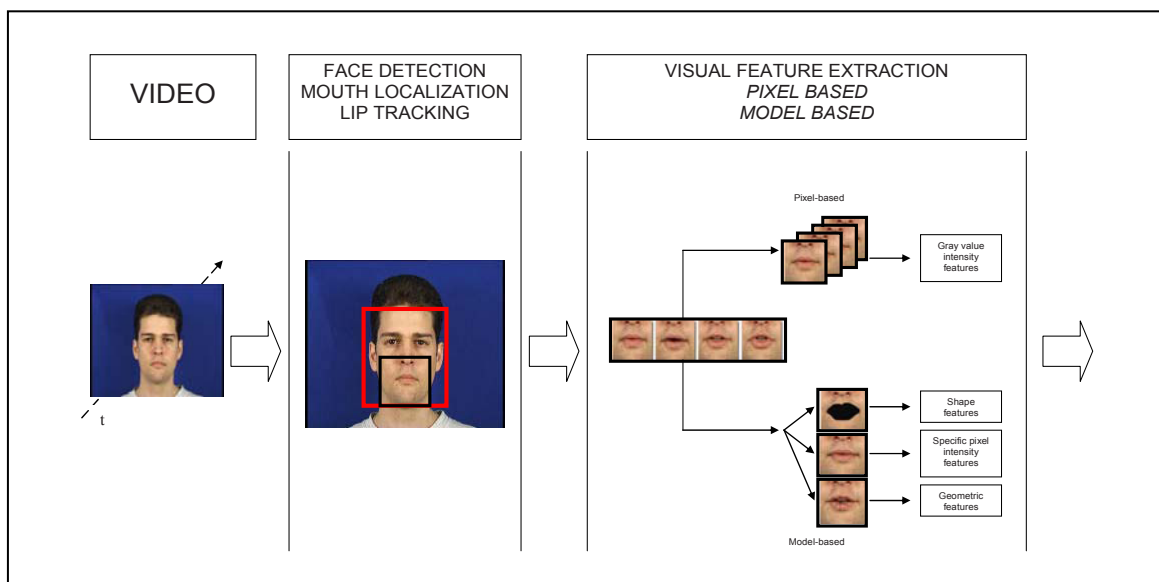 VIDEO
FACE DETECTION
MOUTH LOCALIZATION
LIP TRACKING
VISUAL FEATURE EXTRACTION
PIXEL BASED
MODEL BASED
t
Pixel-based
Gray value
intensity
features
Shape
features
Specific pixel
intensity
features
Geometric
features
Model-based